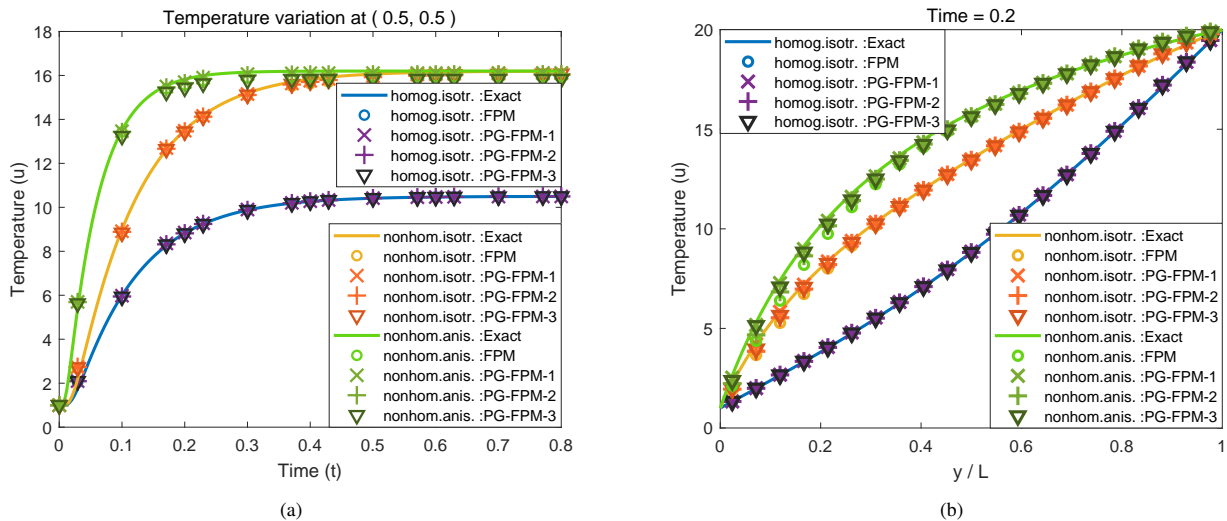 Temperature variation at ( 0.5, 0.5 )
18
16
14
12
10
8
6
4
2
0
Temperature (u)
0
0.1
0.2
0.3
0.4
0.5
0.6
0.7
0.8
Time (t)
homog.isotr. :Exact
homog.isotr. :FPM
homog.isotr. :PG-FPM-1
homog.isotr. :PG-FPM-2
homog.isotr. :PG-FPM-3
nonhom.isotr. :Exact
nonhom.isotr. :FPM
nonhom.isotr. :PG-FPM-1
nonhom.isotr. :PG-FPM-2
nonhom.isotr. :PG-FPM-3
nonhom.anis. :Exact
nonhom.anis. :FPM
nonhom.anis. :PG-FPM-1
nonhom.anis. :PG-FPM-2
nonhom.anis. :PG-FPM-3
(a)
Time = 0.2
20
15
10
5
0
Temperature (u)
0
0.2
0.4
0.6
0.8
1
y / L
homog.isotr. :Exact
homog.isotr. :FPM
homog.isotr. :PG-FPM-1
homog.isotr. :PG-FPM-2
homog.isotr. :PG-FPM-3
nonhom.isotr. :Exact
nonhom.isotr. :FPM
nonhom.isotr. :PG-FPM-1
nonhom.isotr. :PG-FPM-2
nonhom.isotr. :PG-FPM-3
nonhom.anis. :Exact
nonhom.anis. :FPM
nonhom.anis. :PG-FPM-1
nonhom.anis. :PG-FPM-2
nonhom.anis. :PG-FPM-3
(b)